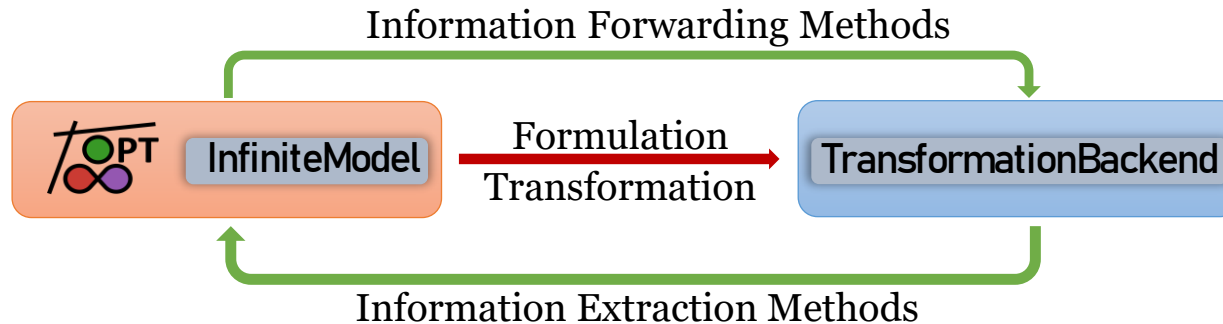 Information Forwarding Methods
OPT InfiniteModel
Formulation
Transformation
TransformationBackend
Information Extraction Methods